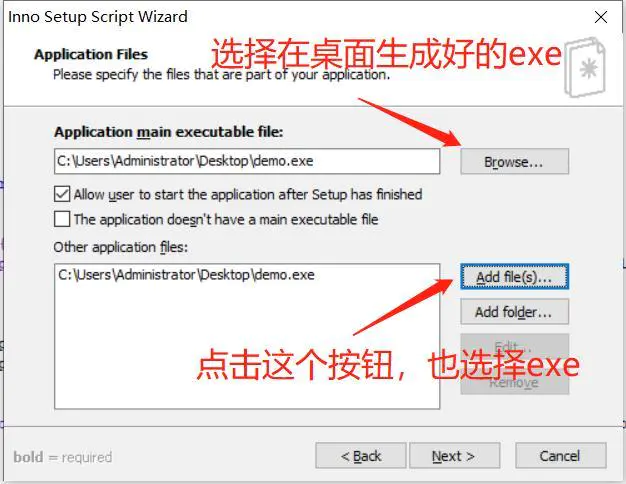 Inno Setup Script Wizard
Application Files
Please specify the files that are part of your application.
选择在桌面生成好的exe
Application main executable file:
C:\Users\Administrator\Desktop\demo.exe
Browse...
Allow user to start the application after Setup has finished
The application doesn't have a main executable file
Other application files:
C:\Users\Administrator\Desktop\demo.exe
Add file(s)...
Add folder...
Edit...
点击这个按钮，也选择exe
Remove
bold = required
< Back
Next >
Cancel